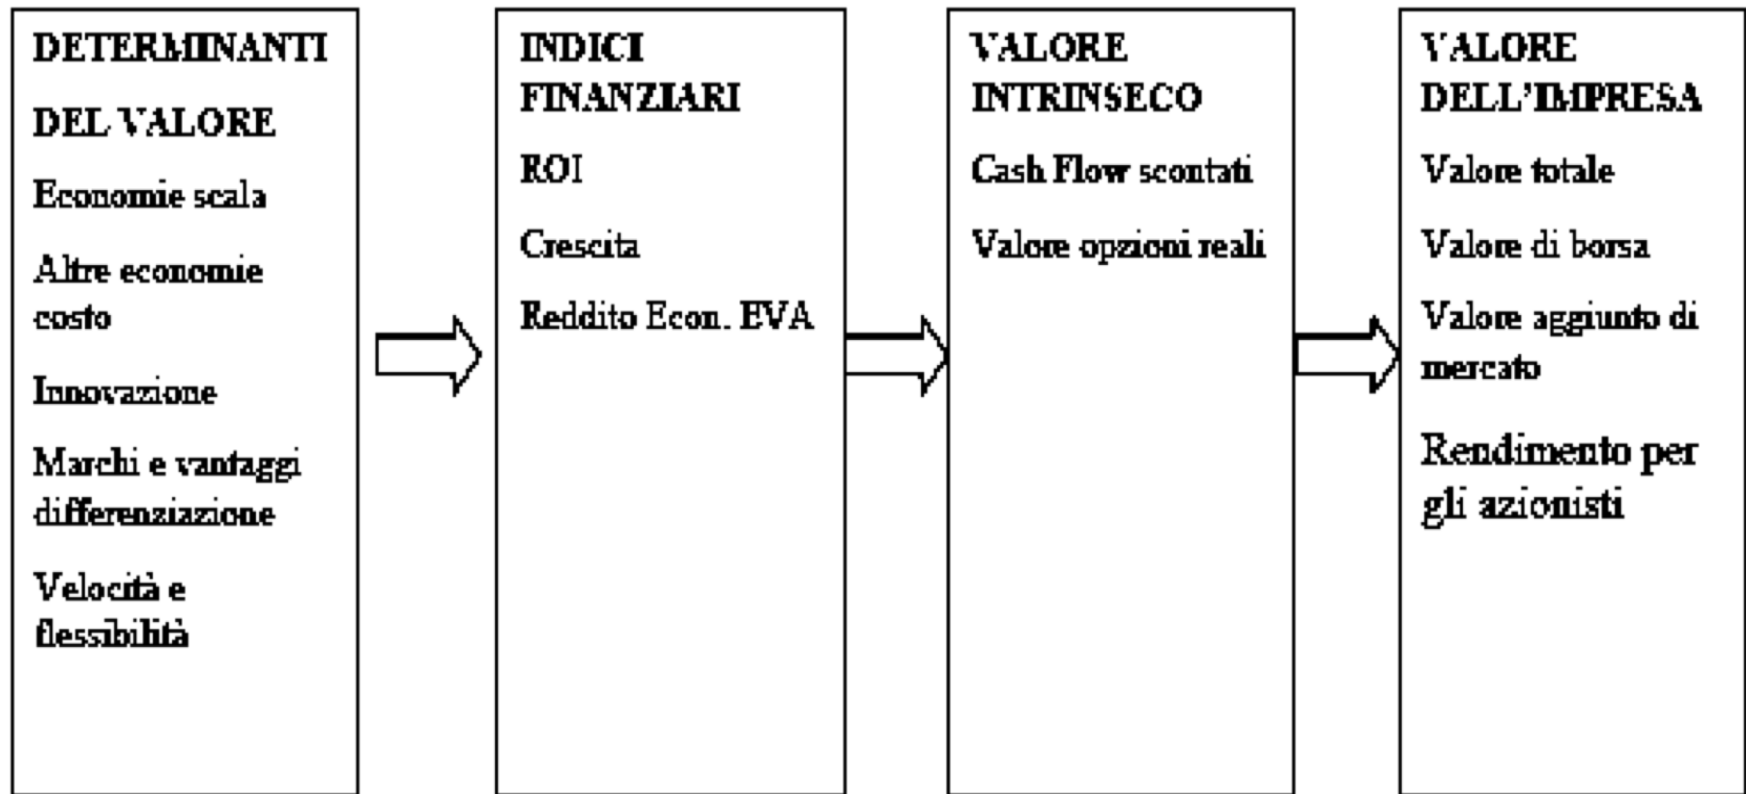 DETERMINANTI
DEL VALORE
Economie scala
Altre economie
costo
Innovazione
Marchi e vantaggi
differenziazione
Velocità e
flessibilità
INDICI
FINANZIARI
ROI
Crescita
Reddito Econ. EVA
VALORE
INTRINSECO
Cash Flow scontati
Valore opzioni reali
VALORE
DELL'IMPRESA
Valore totale
Valore di borsa
Valore aggiunto di
mercato
Rendimento per
gli azionisti